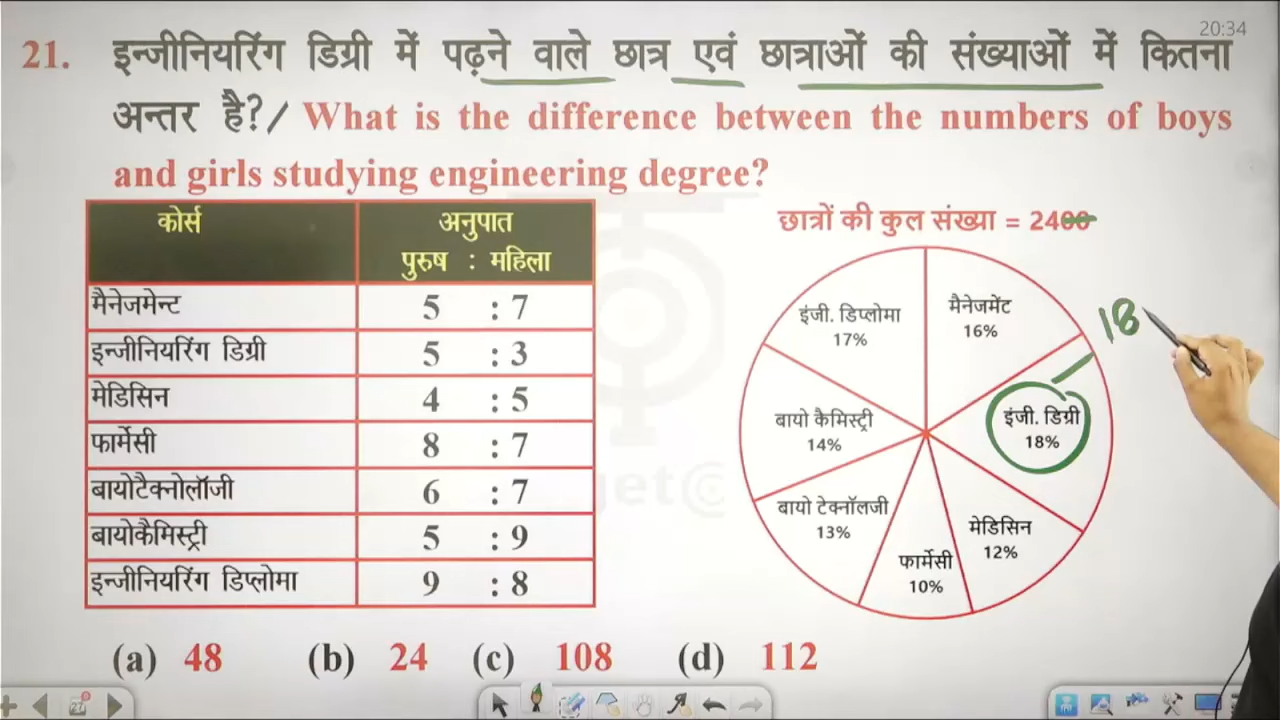 20:34
21. इन्जीनियरिंग डिग्री में पढ़ने वाले छात्र एवं छात्राओं की संख्याओं में कितना
अन्तर है?/ What is the difference between the numbers of boys
and girls studying engineering degree?
कोर्स अनुपात
पुरुष : महिला
मैनेजमेन्ट 5 : 7
इन्जीनियरिंग डिग्री 5 : 3
मेडिसिन 4 : 5
फार्मेसी 8 : 7
बायोटैक्नोलॉजी 6 : 7
बायोकैमिस्ट्री 5 : 9
इन्जीनियरिंग डिप्लोमा 9 : 8
छात्रों की कुल संख्या = 2400
इंजी. डिप्लोमा
17%
मैनेजमेंट
16%
18
इंजी. डिग्री
18%
बायो कैमिस्ट्री
14%
बायो टेक्नॉलजी
13%
मेडिसिन
12%
फार्मेसी
10%
(a) 48 (b) 24 (c) 108 (d) 112